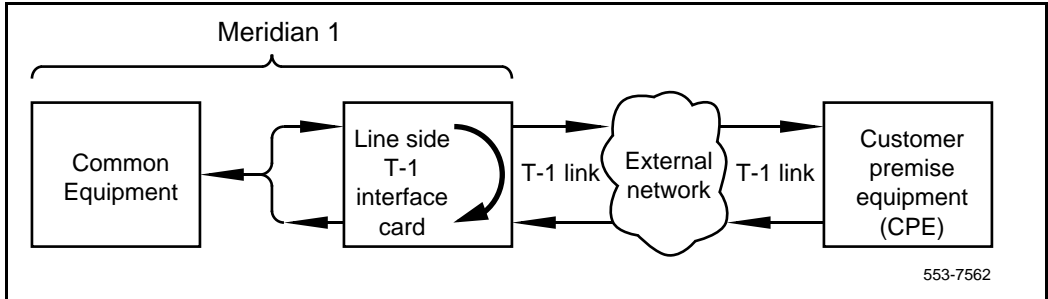 Meridian 1
Common
Equipment
Line side
T-1
interface
card
T-1 link
External
network
T-1 link
Customer
premise
equipment
(CPE)
553-7562